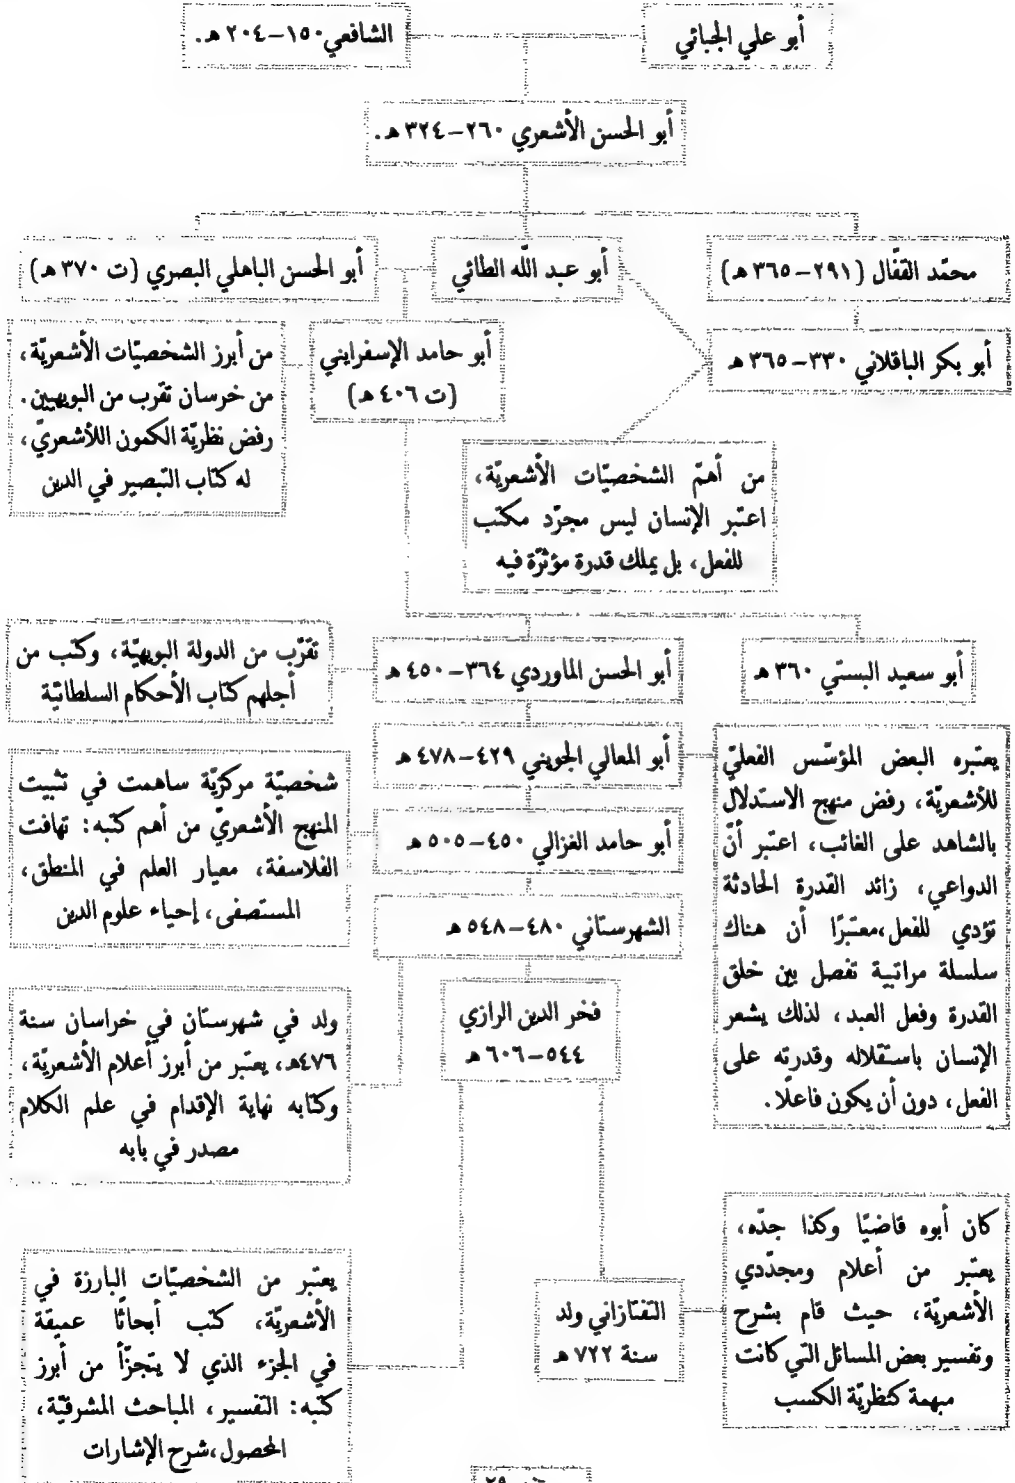 أبو علي الجبائي
الشافعي ١٥٠-٢٠٤ هـ.
أبو الحسن الأشعري ٢٦٠-٣٢٤ هـ.
محمّد القفّال (٢٩١-٣٦٥ هـ)
أبو عبد اللّه الطائي
أبو الحسن الباهلي البصري (ت ٣٧٠ هـ)
أبو بكر الباقلاني ٣٣٠-٣٦٥ هـ
أبو حامد الإسفرايني
(ت ٤٠٦ هـ)
من أبرز الشخصيّات الأشعريّة،
من خرسان تقرب من البويهيين.
رفض نظريّة الكمون اللأشعريّ،
له كتاب التبصير في الدين
من أهمّ الشخصيّات الأشعريّة،
اعتبر الإنسان ليس مجرّد مكتب
للفعل، بل يملك قدرة مؤثرّة فيه
أبو سعيد البستي ٣٦٠ هـ
أبو الحسن الماوردي ٣٦٤-٤٥٠ هـ
تقرّب من الدولة البويهيّة، وكتب من
أجلهم كتاب الأحكام السلطانيّة
أبو المعالي الجويني ٤٢٩-٤٧٨ هـ
يعتبره البعض المؤسّس الفعليّ
للأشعريّة، رفض منهج الاستدلال
بالشاهد على الغائب، اعتبر أنّ
الدواعي، زائد القدرة الحادثة
تؤدي للفعل،معتبرًا أن هناك
سلسلة مراتبية تفصل بين خلق
القدرة وفعل العبد، لذلك يشعر
الإنسان باستقلاله وقدرته على
الفعل، دون أن يكون فاعلًا.
أبو حامد الغزالي ٤٥٠-٥٠٥ هـ
شخصيّة مركزيّة ساهمت في تثبيت
المنهج الأشعريّ من أهم كتبه: تهافت
الفلاسفة، معيار العلم في المنطق،
المستصفى، إحياء علوم الدين
الشهرستاني ٤٨٠-٥٤٨ هـ
ولد في شهرستان في خراسان سنة
٤٧٦هـ، يعتبر من أبرز أعلام الأشعريّة،
وكتابه نهاية الإقدام في علم الكلام
مصدر في بابه
فخر الدين الرازي
٥٤٤-٦٠٦ هـ
كان أبوه قاضيًا وكذا جدّه،
يعتبر من أعلام ومجدّدي
الأشعريّة، حيث قام بشرح
وتفسير بعض المسائل التي كانت
مبهمة كنظريّة الكسب
التفتازاني ولد
سنة ٧٢٢ هـ
يعتبر من الشخصيّات البارزة في
الأشعريّة، كتب أبحاثًا عميقة
في الجزء الذي لا يتجزّأ من أبرز
كتبه: التفسير، المباحث المشرقيّة،
المحصول،شرح الإشارات